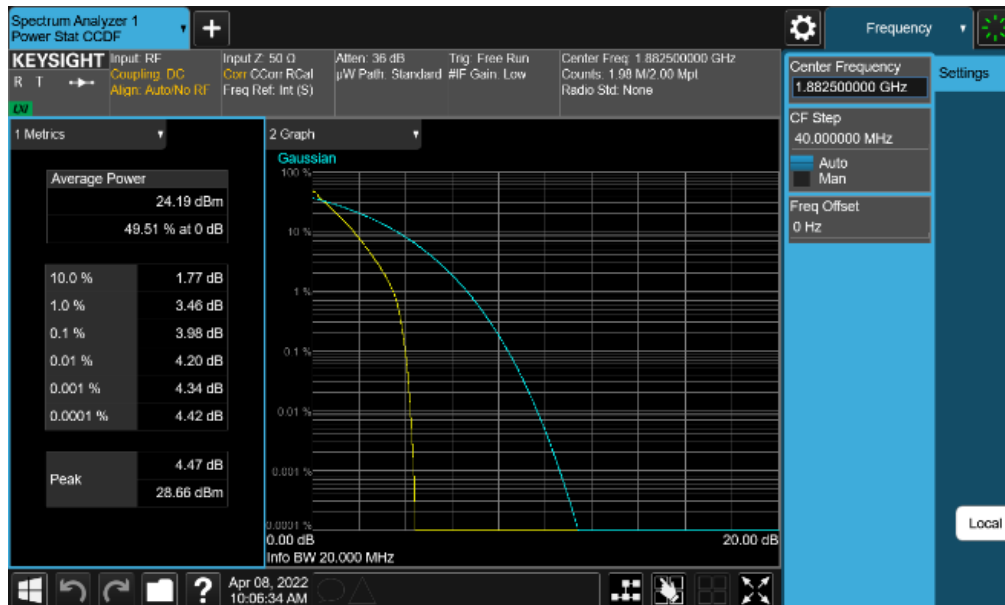 Spectrum Analyzer 1
Power Stat CCDF
Frequency
KEYSIGHT
R T
Input: RF
Coupling: DC
Align: Auto/No RF
Input Z: 50 Ω
Corr CCorr RCal
Freq Ref: Int (S)
Atten: 36 dB
µW Path: Standard
Trig: Free Run
#IF Gain: Low
Center Freq: 1.882500000 GHz
Counts: 1.98 M/2.00 Mpt
Radio Std: None
Center Frequency
1.882500000 GHz
Settings
CF Step
40.000000 MHz
Auto
Man
Freq Offset
0 Hz
Local
1 Metrics
Average Power
24.19 dBm
49.51 % at 0 dB
10.0 % 1.77 dB
1.0 % 3.46 dB
0.1 % 3.98 dB
0.01 % 4.20 dB
0.001 % 4.34 dB
0.0001 % 4.42 dB
Peak
4.47 dB
28.66 dBm
2 Graph
Gaussian
100 %
10 %
1 %
0.1 %
0.01 %
0.001 %
0.0001 %
0.00 dB
20.00 dB
Info BW 20.000 MHz
?
Apr 08, 2022
10:06:34 AM